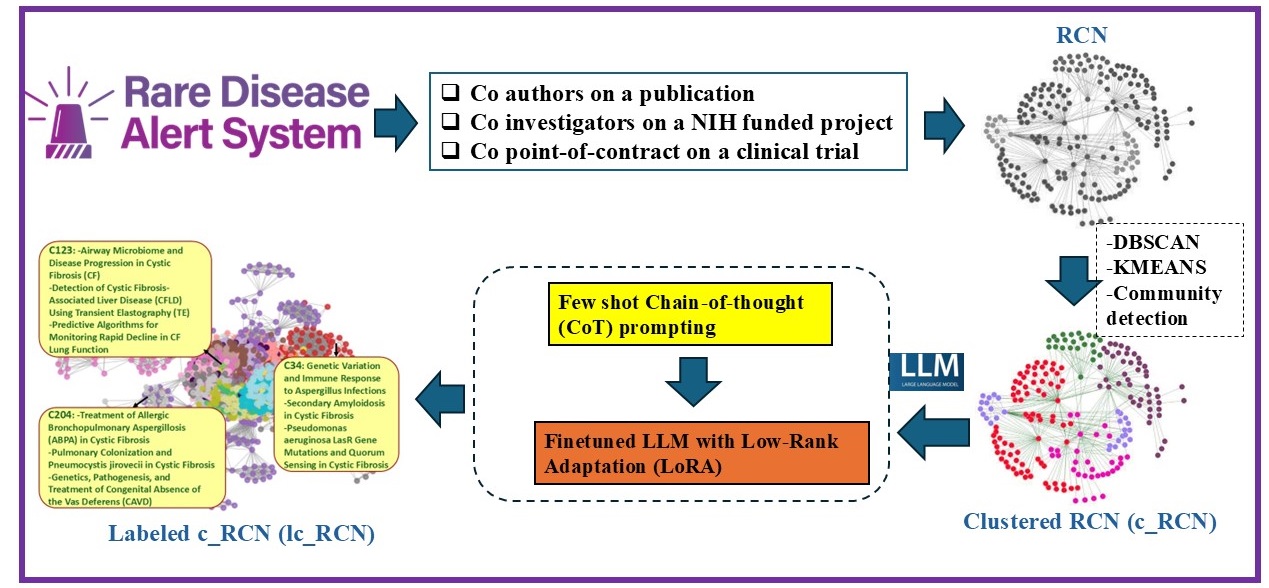 Rare Disease
Alert System
❑ Co authors on a publication
❑ Co investigators on a NIH funded project
❑ Co point-of-contract on a clinical trial
RCN
-DBSCAN
-KMEANS
-Community
detection
Clustered RCN (c_RCN)
LLM
LARGE LANGUAGE MODEL
Few shot Chain-of-thought
(CoT) prompting
Finetuned LLM with Low-Rank
Adaptation (LoRA)
C123: -Airway Microbiome and
Disease Progression in Cystic
Fibrosis (CF)
-Detection of Cystic Fibrosis-
Associated Liver Disease (CFLD)
Using Transient Elastography (TE)
-Predictive Algorithms for
Monitoring Rapid Decline in CF
Lung Function
C34: Genetic Variation
and Immune Response
to Aspergillus Infections
-Secondary Amyloidosis
in Cystic Fibrosis
-Pseudomonas
aeruginosa LasR Gene
Mutations and Quorum
Sensing in Cystic Fibrosis
C204: -Treatment of Allergic
Bronchopulmonary Aspergillosis
(ABPA) in Cystic Fibrosis
-Pulmonary Colonization and
Pneumocystis jirovecii in Cystic Fibrosis
-Genetics, Pathogenesis, and
Treatment of Congenital Absence of
the Vas Deferens (CAVD)
Labeled c_RCN (lc_RCN)